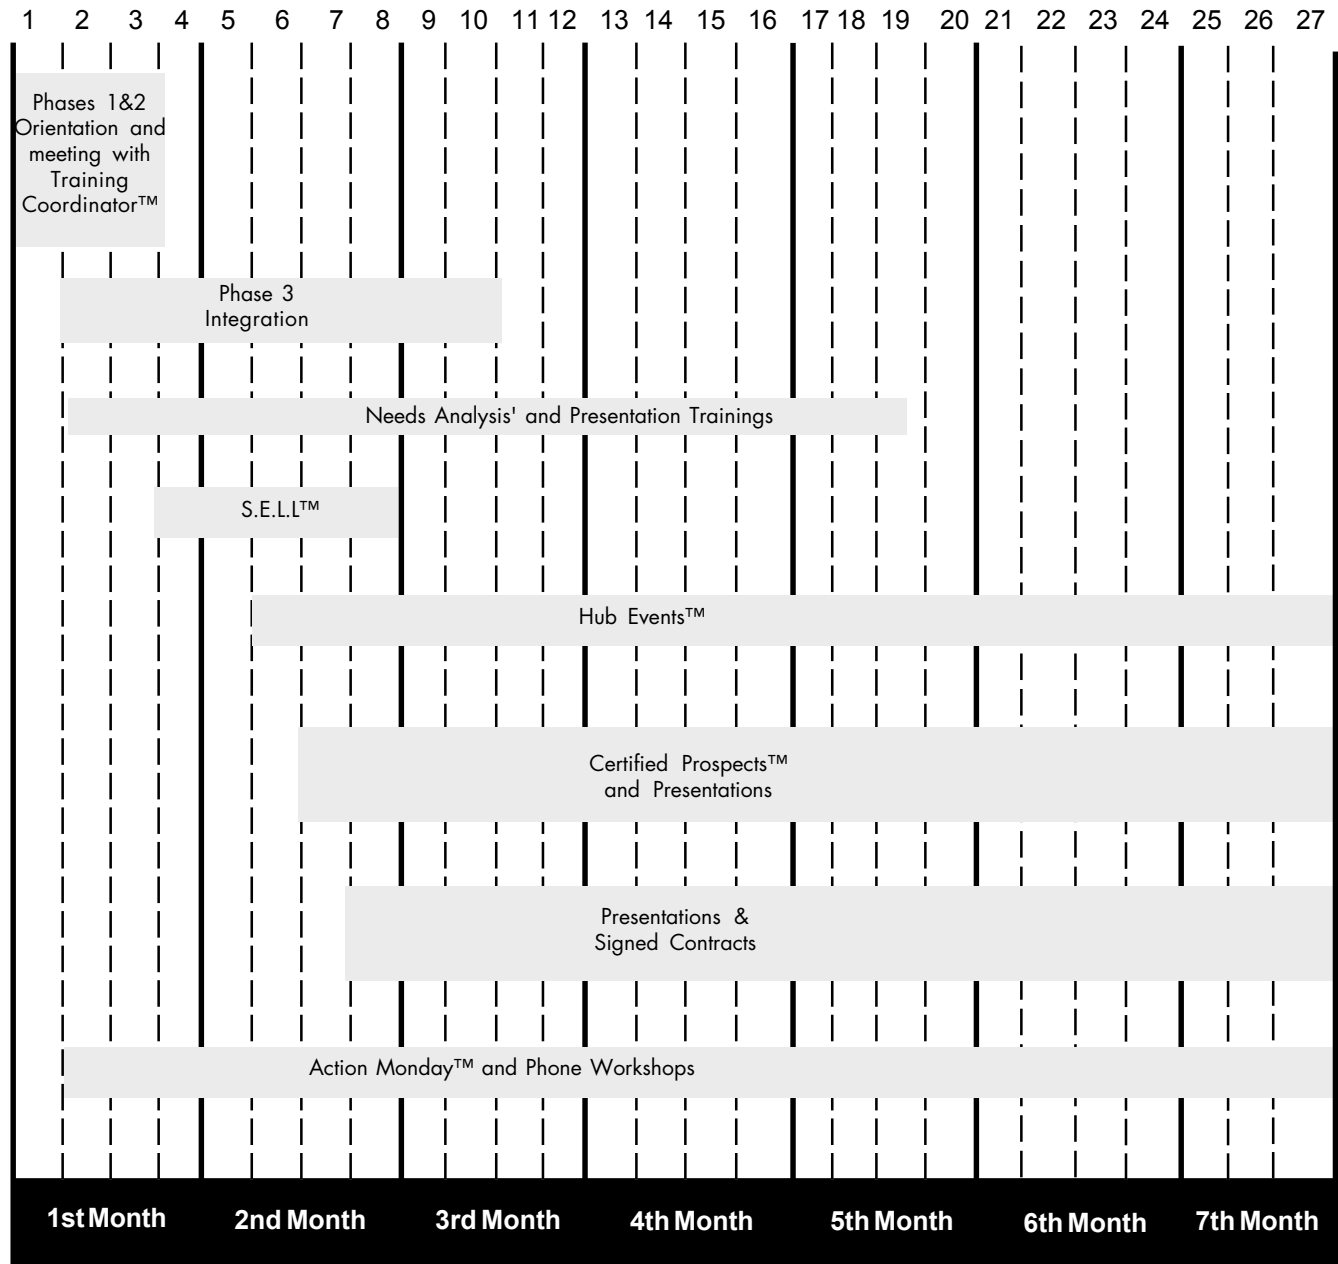 1 2 3 4 5 6 7 8 9 10 11 12 13 14 15 16 17 18 19 20 21 22 23 24 25 26 27
Phases 1&2
Orientation and
meeting with
Training
Coordinator™
Phase 3
Integration
Needs Analysis' and Presentation Trainings
S.E.L.L™
Hub Events™
Certified Prospects™
and Presentations
Presentations &
Signed Contracts
Action Monday™ and Phone Workshops
1st Month 2nd Month 3rd Month 4th Month 5th Month 6th Month 7th Month